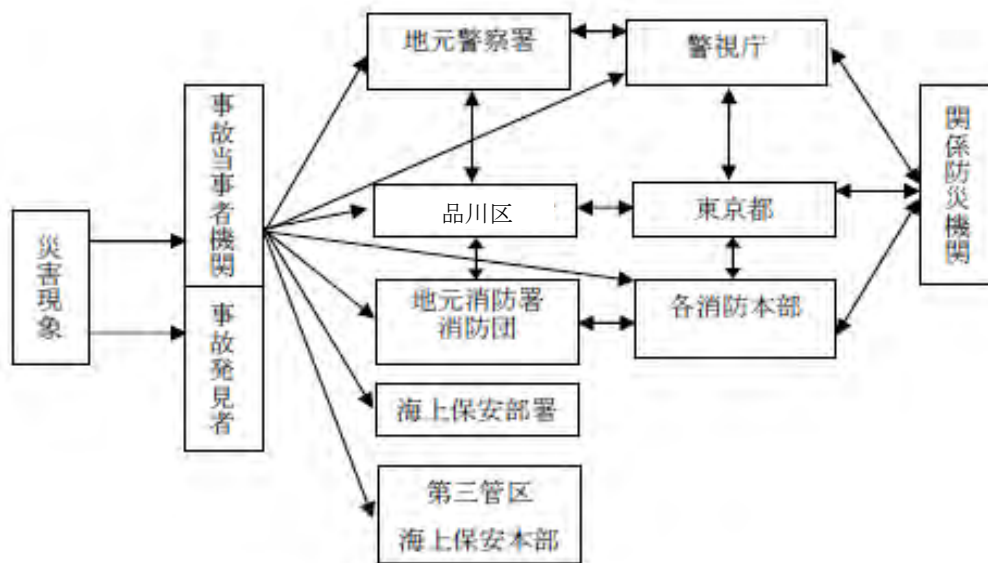 災害現象
事故当事者機関
事故発見者
地元警察署
警視庁
品川区
東京都
地元消防署
消防団
各消防本部
海上保安部署
第三管区
海上保安本部
関係防災機関